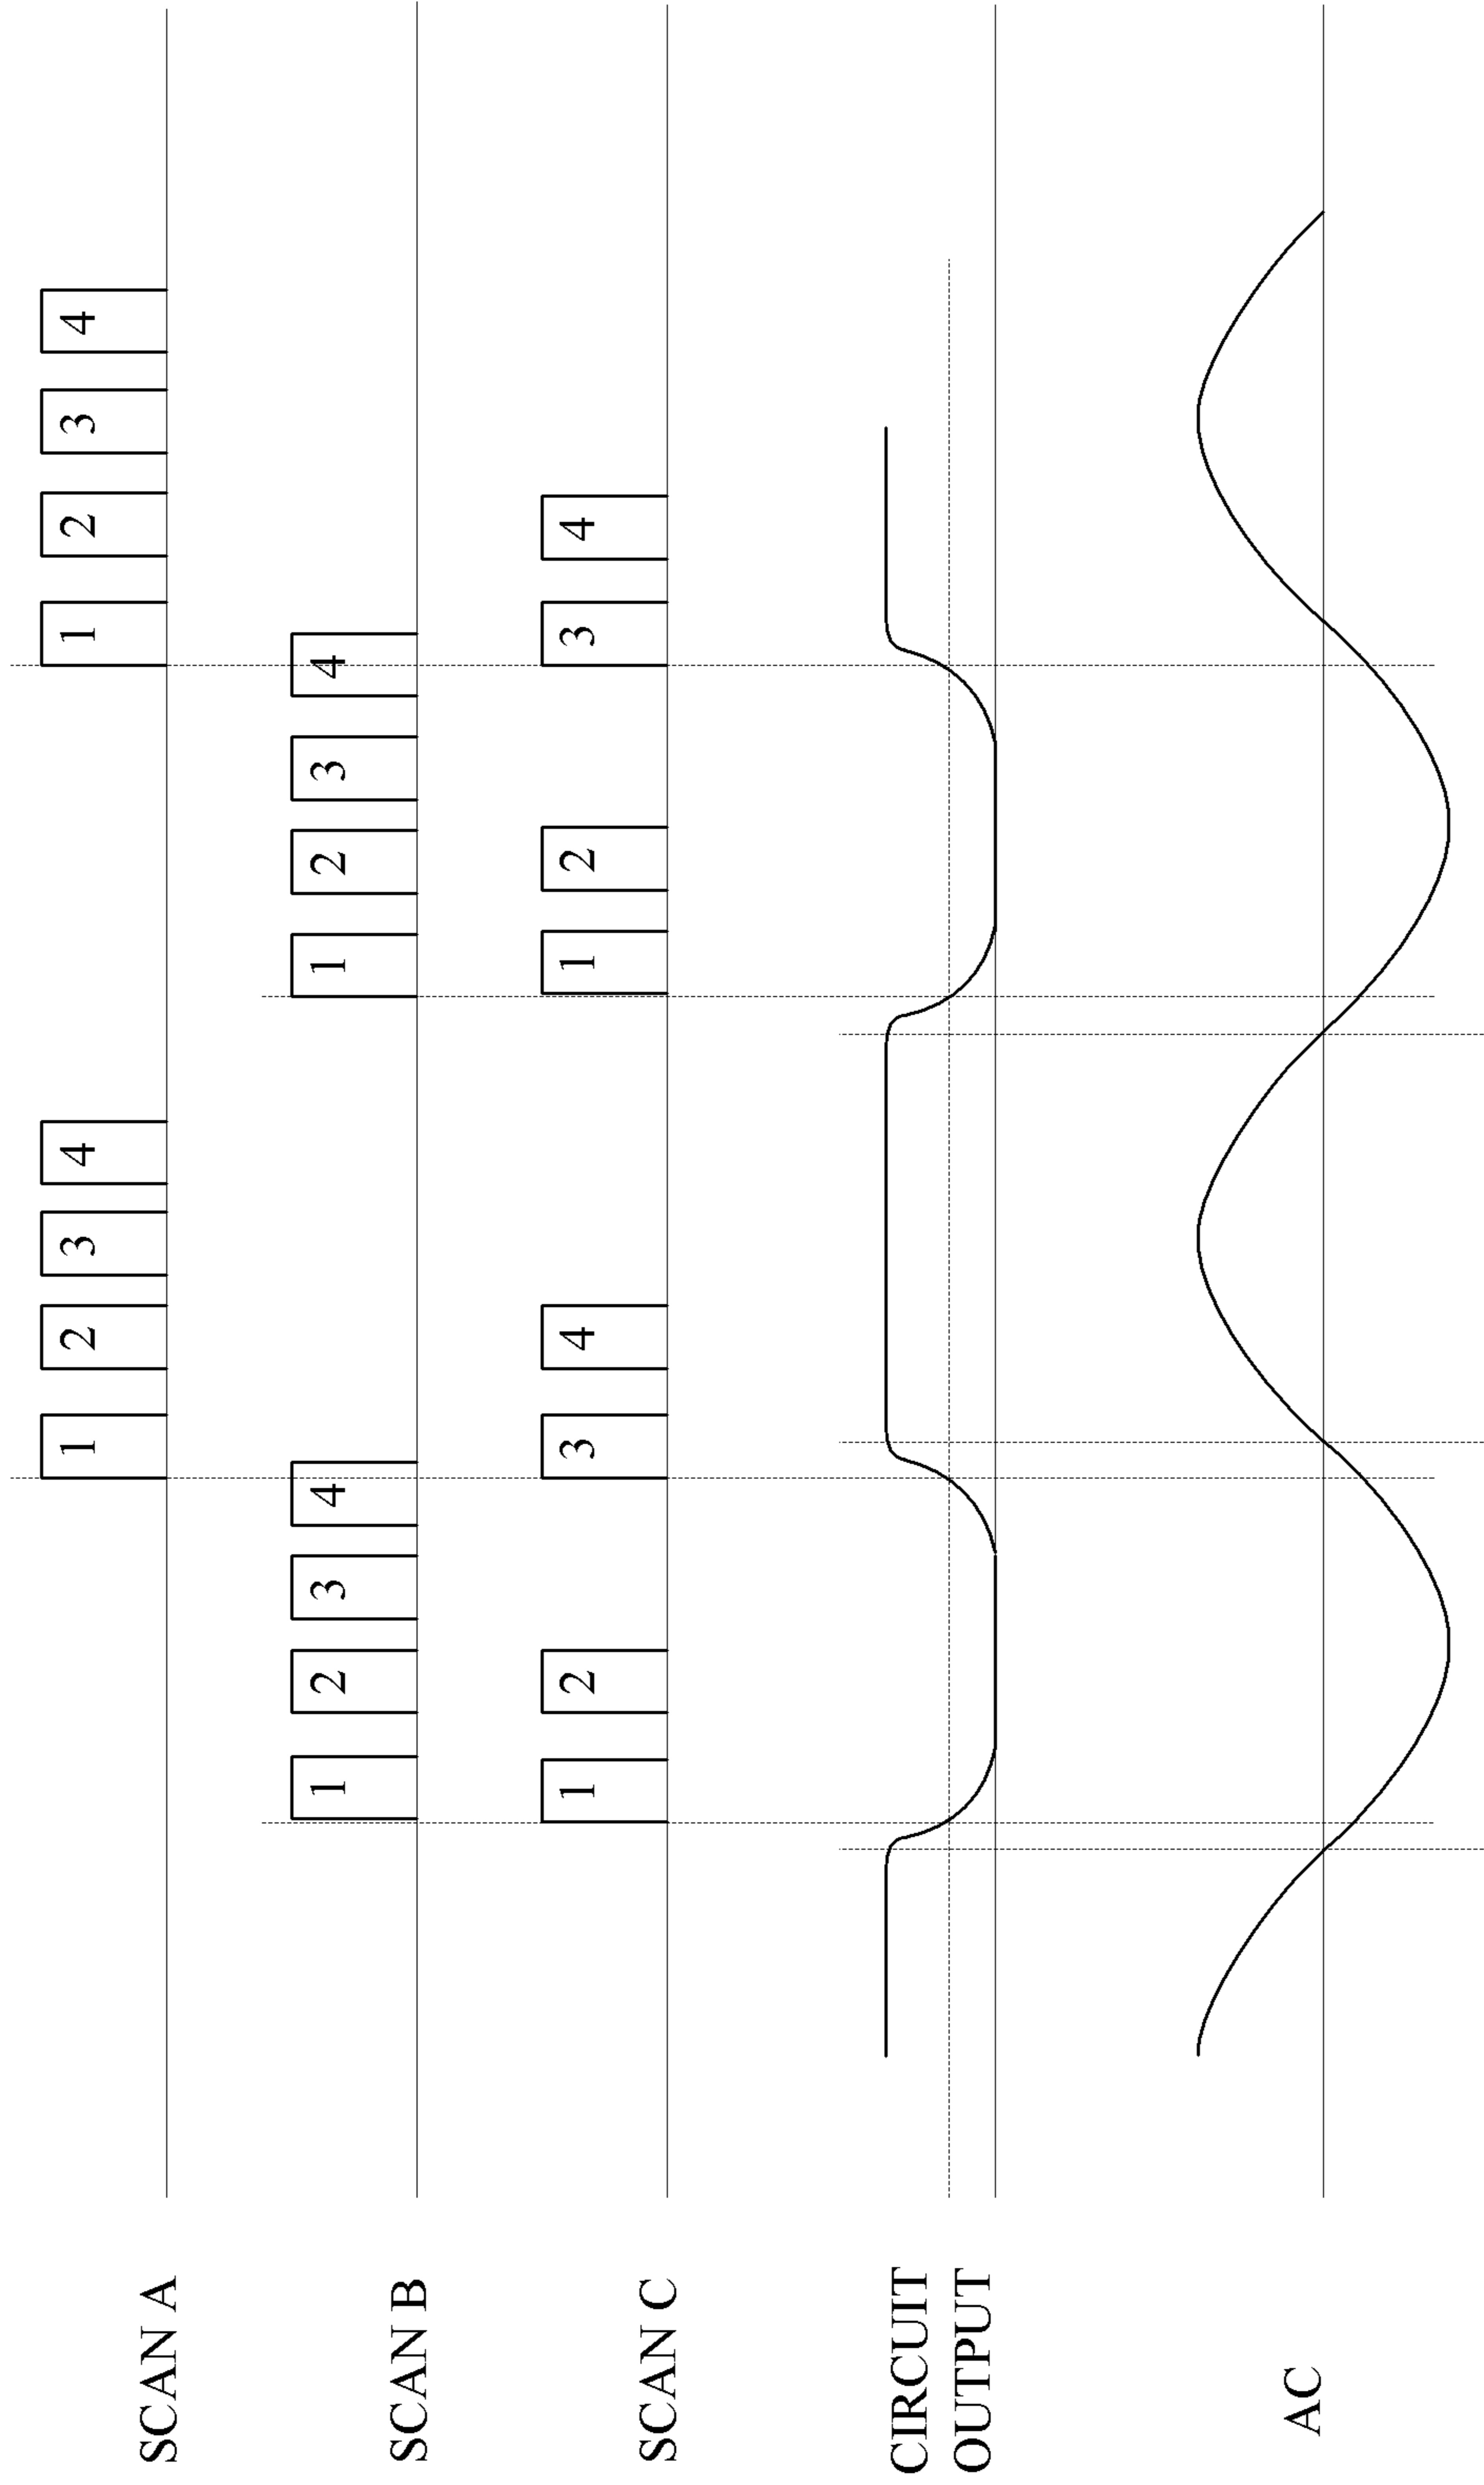 SCAN A
1 2 3 4 1 2 3 4
SCAN B
1 2 3 4 1 2 3 4
SCAN C
1 2 3 4 1 2 3 4
CIRCUIT
OUTPUT
AC